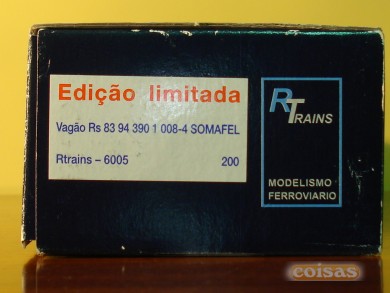 Edição limitada
Vagão Rs 83 94 390 1 008-4 SOMAFEL
Rtrains – 6005 200
RTRAINS
MODELISMO
FERROVIARIO
coisas